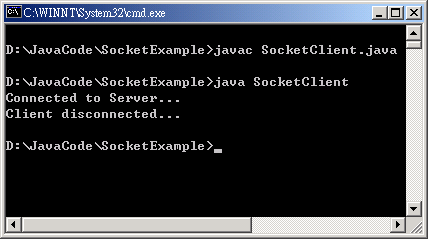 C:\WINNT\System32\cmd.exe
D:\JavaCode\SocketExample>javac SocketClient.java
D:\JavaCode\SocketExample>java SocketClient
Connected to Server...
Client disconnected...
D:\JavaCode\SocketExample>_